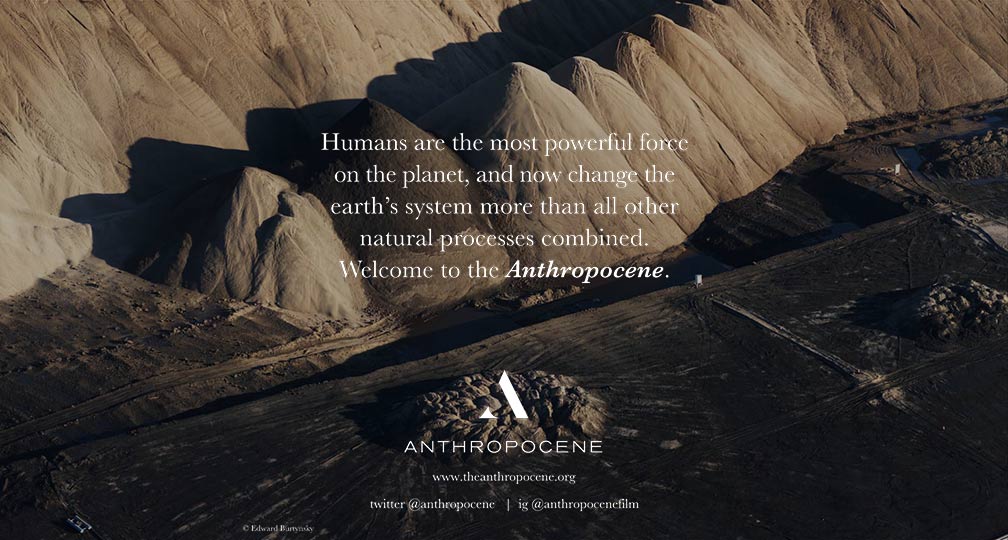 Humans are the most powerful force
on the planet, and now change the
earth's system more than all other
natural processes combined.
Welcome to the Anthropocene.
A
ANTHROPOCENE
www.theanthropocene.org
twitter @anthropocene | ig @anthropocenefilm
© Edward Burtynsky